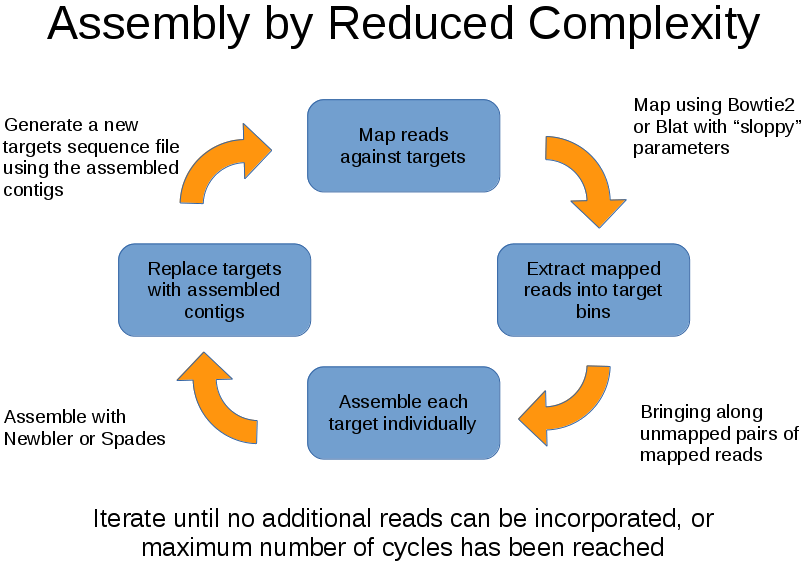 Assembly by Reduced Complexity
Generate a new
targets sequence file
using the assembled
contigs
Map reads
against targets
Map using Bowtie2
or Blat with “sloppy”
parameters
Replace targets
with assembled
contigs
Extract mapped
reads into target
bins
Assemble with
Newbler or Spades
Assemble each
target individually
Bringing along
unmapped pairs of
mapped reads
Iterate until no additional reads can be incorporated, or
maximum number of cycles has been reached